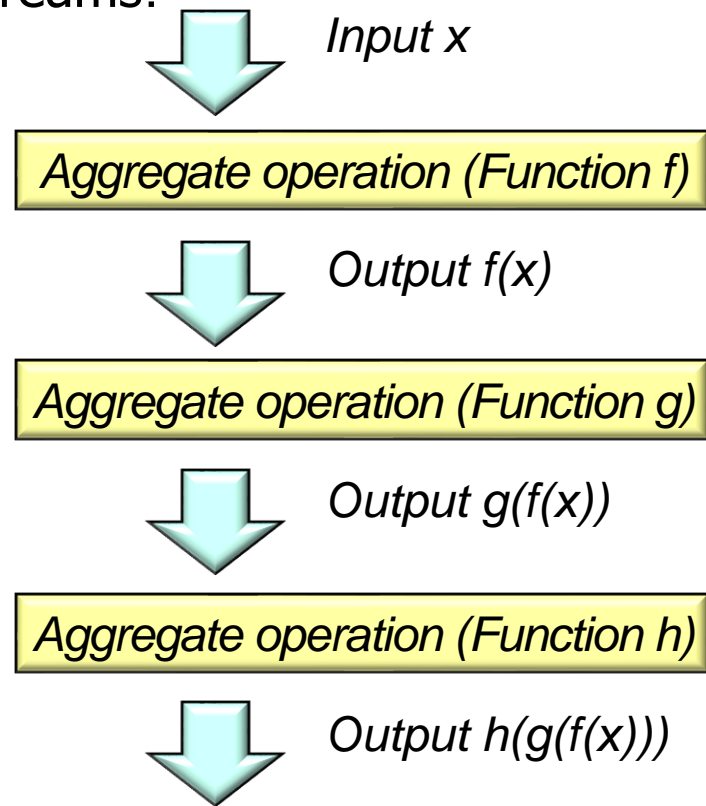 Input x
Aggregate operation (Function f)
Output f(x)
Aggregate operation (Function g)
Output g(f(x))
Aggregate operation (Function h)
Output h(g(f(x)))